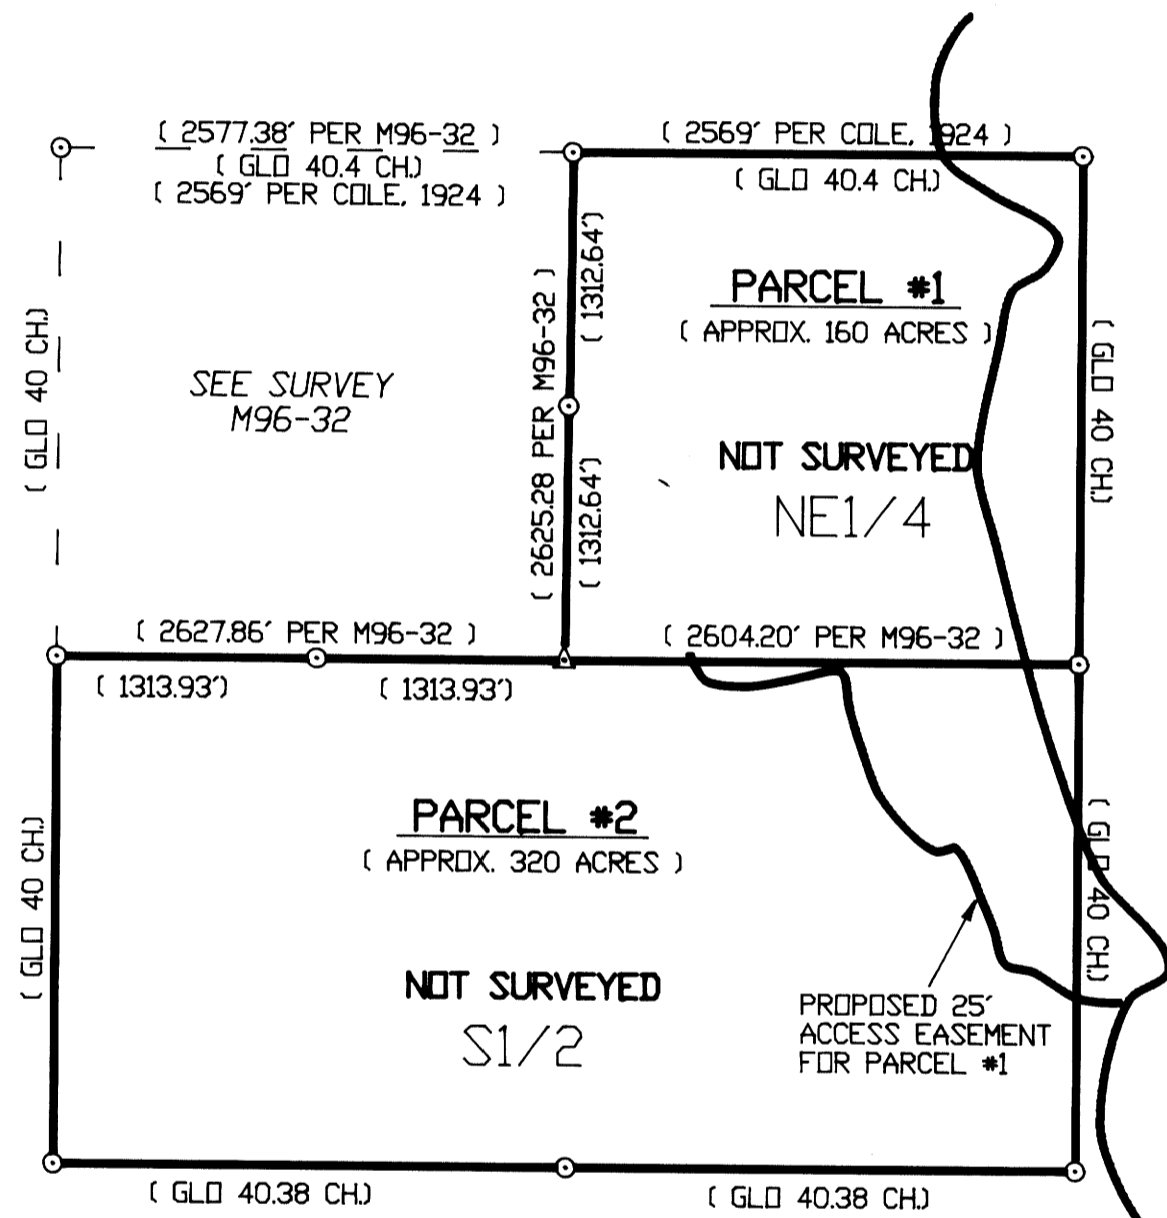 ( 2577.38' PER M96-32 )
( GLO 40.4 CH.)
( 2569' PER COLE, 1924 )
( 2569' PER COLE, 1924 )
( GLO 40.4 CH.)
( GLO 40 CH.)
SEE SURVEY
M96-32
( 2625.28 PER M96-32 )
( 1312.64')
( 1312.64')
PARCEL #1
( APPROX. 160 ACRES )
NOT SURVEYED
NE1/4
( GLO 40 CH.)
( 2627.86' PER M96-32 )
( 2604.20' PER M96-32 )
( 1313.93')
( 1313.93')
( GLO 40 CH.)
PARCEL #2
( APPROX. 320 ACRES )
NOT SURVEYED
S1/2
( GLO 40 CH.)
PROPOSED 25'
ACCESS EASEMENT
FOR PARCEL #1
( GLO 40.38 CH.)
( GLO 40.38 CH.)